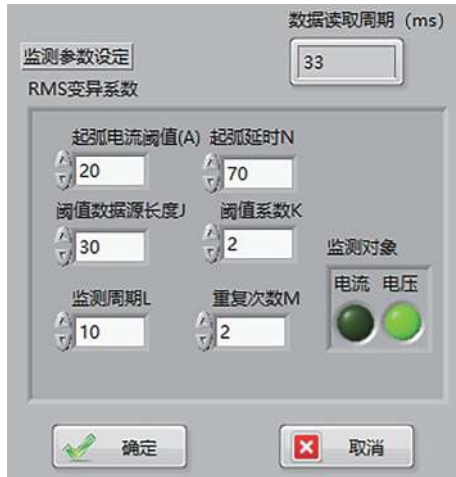 数据读取周期（ms)
33
监测参数设定
RMS变异系数
起弧电流阈值(A) 起弧延时N
20 70
阈值数据源长度J 阈值系数K
30 2
监测对象
电流 电压
监测周期L 重复次数M
10 2
确定 取消